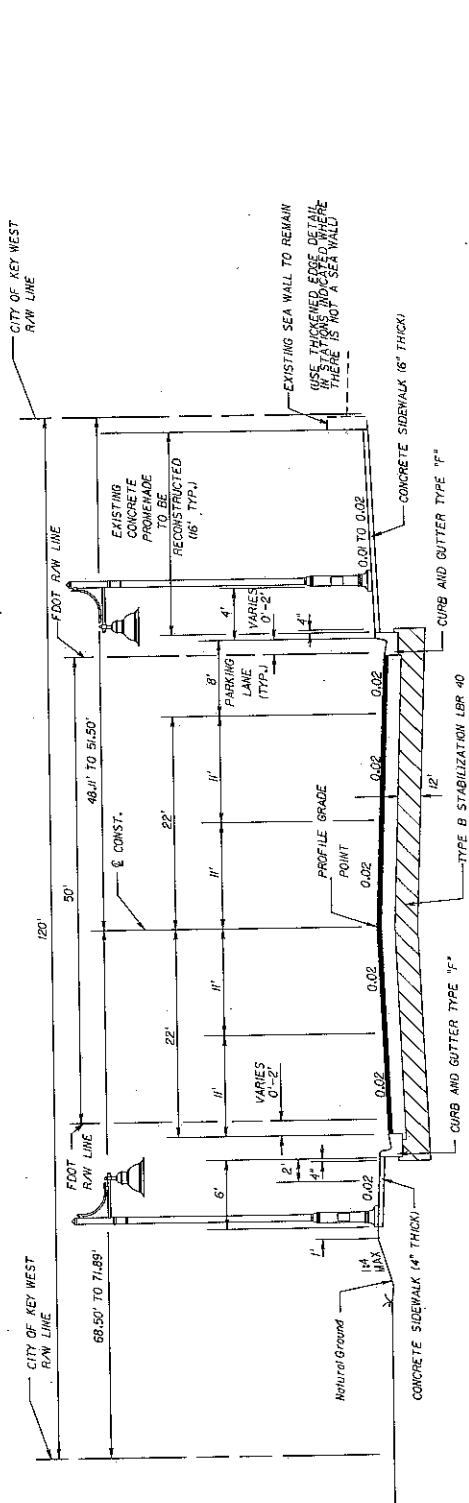 CITY OF KEY WEST
R/W LINE
CITY OF KEY WEST
R/W LINE
120'
FDOT R/W LINE
50'
FDOT
R/W LINE
68.50' TO 71.89'
48.11' TO 51.50'
℄ CONST.
22'
22'
11'
11'
11'
11'
8'
PARKING
LANE
(TYP.)
EXISTING
CONCRETE
PROMENADE
TO BE
RECONSTRUCTED
(16' TYP.)
4'
VARIES
0'-2'
4"
EXISTING SEA WALL TO REMAIN
(USE THICKENED EDGE DETAIL
IN STATIONS INDICATED WHERE
THERE IS NOT A SEA WALL)
VARIES
0'-2'
6'
2'
4"
1'
1:4
MAX
Natural Ground
PROFILE GRADE
POINT
0.02
0.02
0.02
0.02
0.02
0.02
0.01 TO 0.02
12'
CONCRETE SIDEWALK (4" THICK)
CURB AND GUTTER TYPE "F"
TYPE B STABILIZATION LBR 40
CURB AND GUTTER TYPE "F"
CONCRETE SIDEWALK (6" THICK)